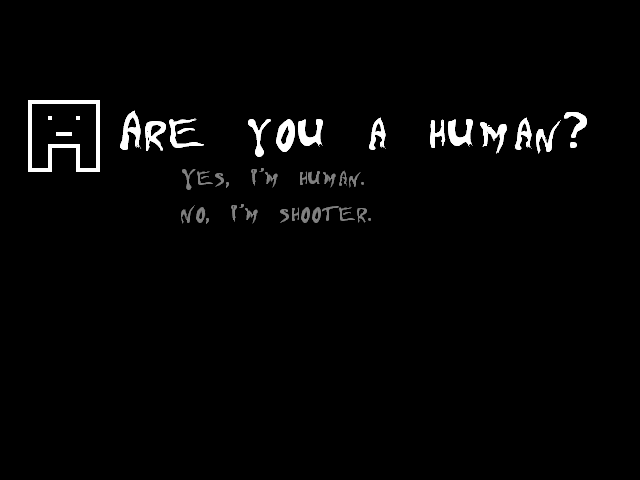 Are you a human?
Yes, I'm human.
No, I'm shooter.